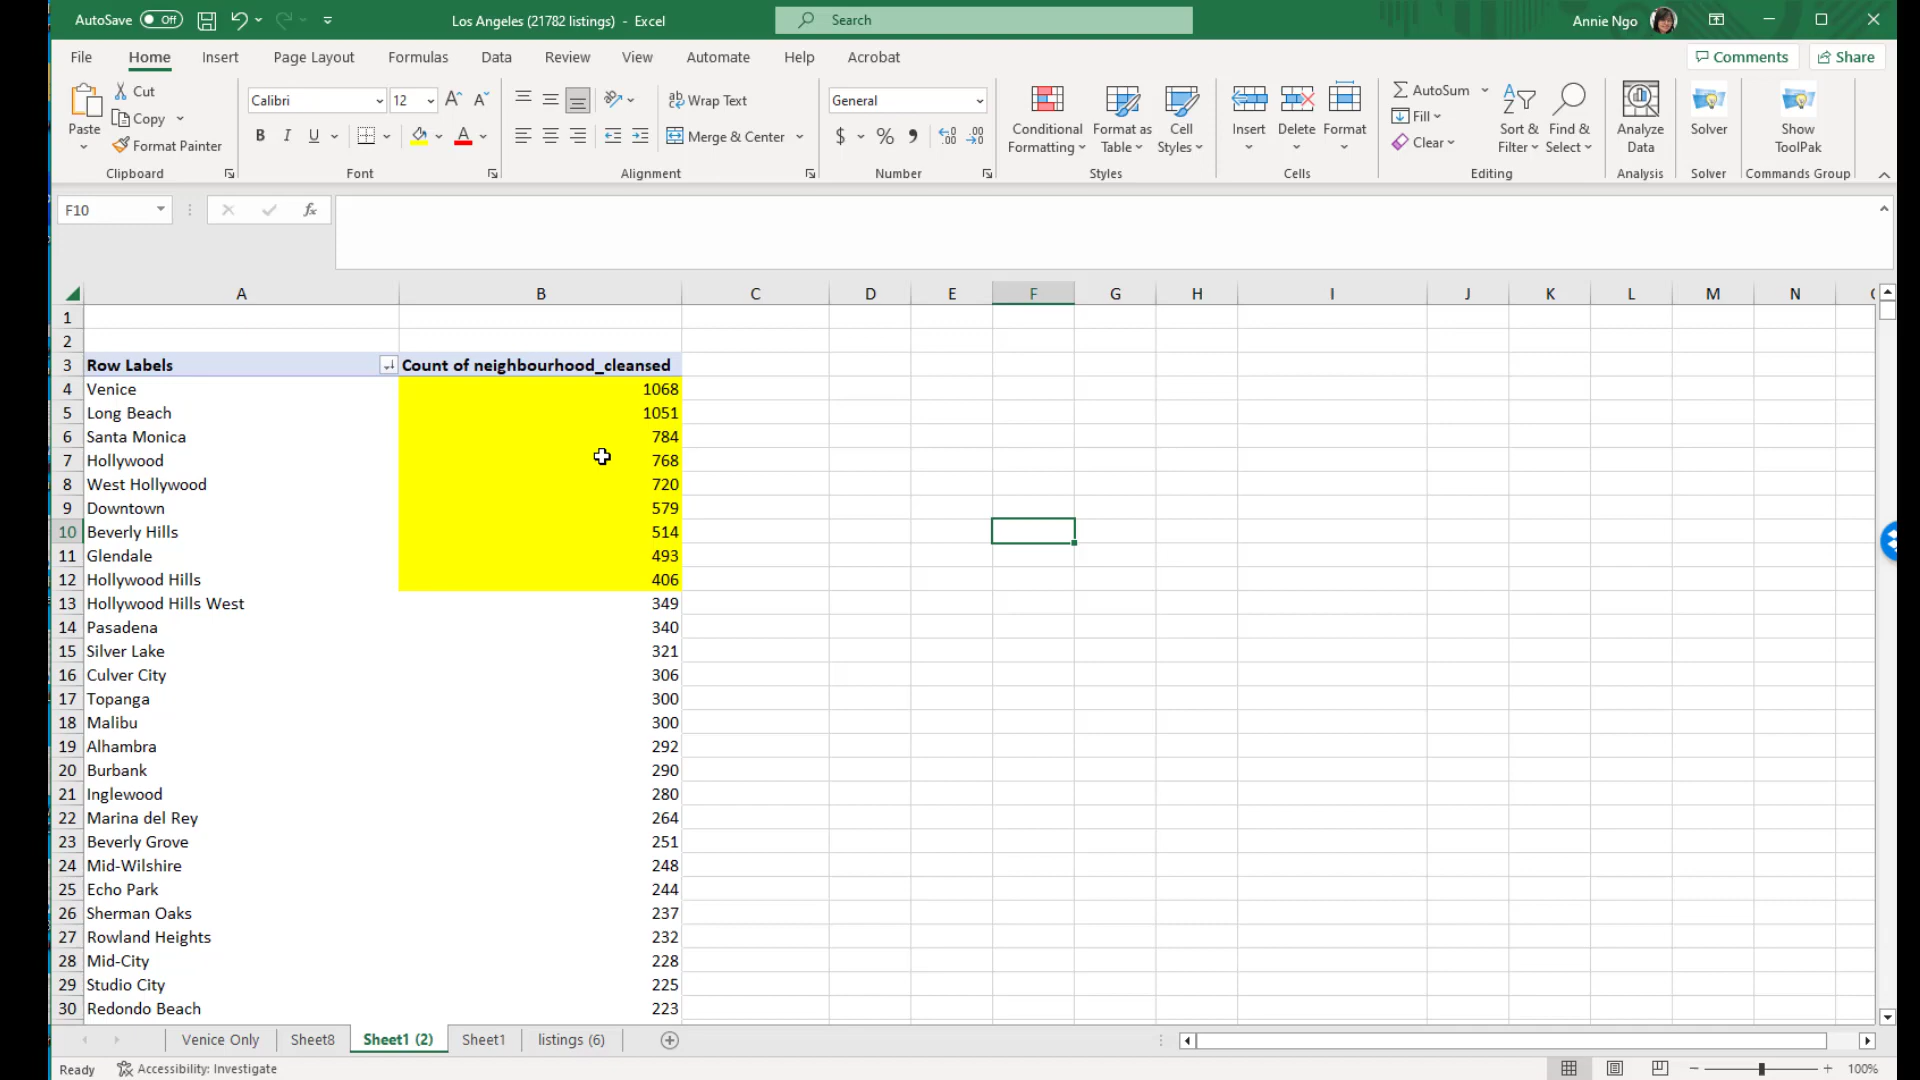 AutoSave Off
Los Angeles (21782 listings) - Excel
Search
Annie Ngo
File Home Insert Page Layout Formulas Data Review View Automate Help Acrobat
Comments Share
Paste
Cut
Copy
Format Painter
Clipboard
Calibri 12
B I U
Font
Wrap Text
Merge & Center
Alignment
General
$ % ,
Number
Conditional Formatting
Format as Table
Cell Styles
Styles
Insert
Delete
Format
Cells
AutoSum
Fill
Clear
Sort & Filter
Find & Select
Editing
Analyze Data
Analysis
Solver
Solver
Show ToolPak
Commands Group
F10
fx
A B C D E F G H I J K L M N
1
2
3 Row Labels Count of neighbourhood_cleansed
4 Venice 1068
5 Long Beach 1051
6 Santa Monica 784
7 Hollywood 768
8 West Hollywood 720
9 Downtown 579
10 Beverly Hills 514
11 Glendale 493
12 Hollywood Hills 406
13 Hollywood Hills West 349
14 Pasadena 340
15 Silver Lake 321
16 Culver City 306
17 Topanga 300
18 Malibu 300
19 Alhambra 292
20 Burbank 290
21 Inglewood 280
22 Marina del Rey 264
23 Beverly Grove 251
24 Mid-Wilshire 248
25 Echo Park 244
26 Sherman Oaks 237
27 Rowland Heights 232
28 Mid-City 228
29 Studio City 225
30 Redondo Beach 223
Venice Only Sheet8 Sheet1 (2) Sheet1 listings (6)
Ready Accessibility: Investigate
100%